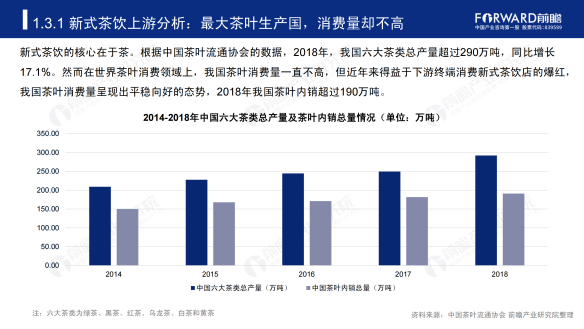 1.3.1 新式茶饮上游分析：最大茶叶生产国，消费量却不高
FORWARD前瞻
中国产业咨询第一股 股票代码:839599
新式茶饮的核心在于茶。根据中国茶叶流通协会的数据，2018年，我国六大茶类总产量超过290万吨，同比增长
17.1%。然而在世界茶叶消费领域上，我国茶叶消费量一直不高，但近年来得益于下游终端消费新式茶饮店的爆红，
我国茶叶消费量呈现出平稳向好的态势，2018年我国茶叶内销超过190万吨。
2014-2018年中国六大茶类总产量及茶叶内销总量情况（单位：万吨）
350.00
300.00
250.00
200.00
150.00
100.00
50.00
0.00
2014 2015 2016 2017 2018
中国六大茶类总产量（万吨） 中国茶叶内销总量（万吨）
注：六大茶类为绿茶、黑茶、红茶、乌龙茶、白茶和黄茶
资料来源：中国茶叶流通协会 前瞻产业研究院整理